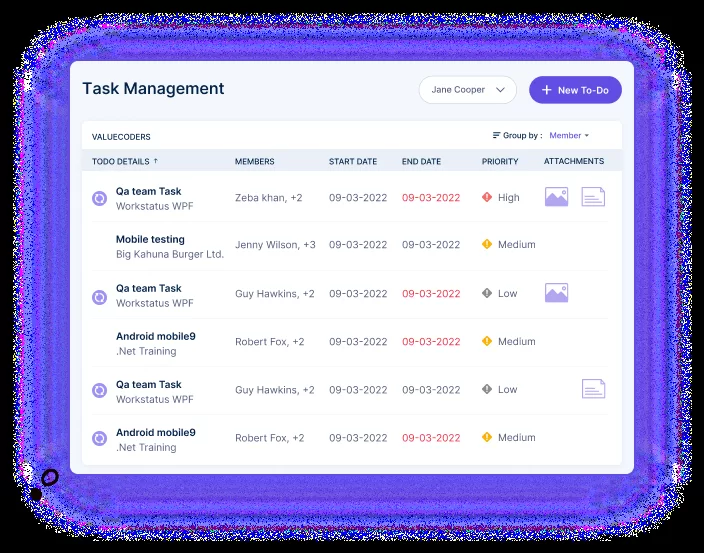 Task Management
Jane Cooper
+ New To-Do
VALUECODERS
Group by : Member
TODO DETAILS ↑ MEMBERS START DATE END DATE PRIORITY ATTACHMENTS
Qa team Task
Workstatus WPF
Zeba khan, +2 09-03-2022 09-03-2022 High
Mobile testing
Big Kahuna Burger Ltd.
Jenny Wilson, +3 09-03-2022 09-03-2022 Medium
Qa team Task
Workstatus WPF
Guy Hawkins, +2 09-03-2022 09-03-2022 Low
Android mobile9
.Net Training
Robert Fox, +2 09-03-2022 09-03-2022 Medium
Qa team Task
Workstatus WPF
Guy Hawkins, +2 09-03-2022 09-03-2022 Low
Android mobile9
.Net Training
Robert Fox, +2 09-03-2022 09-03-2022 Medium